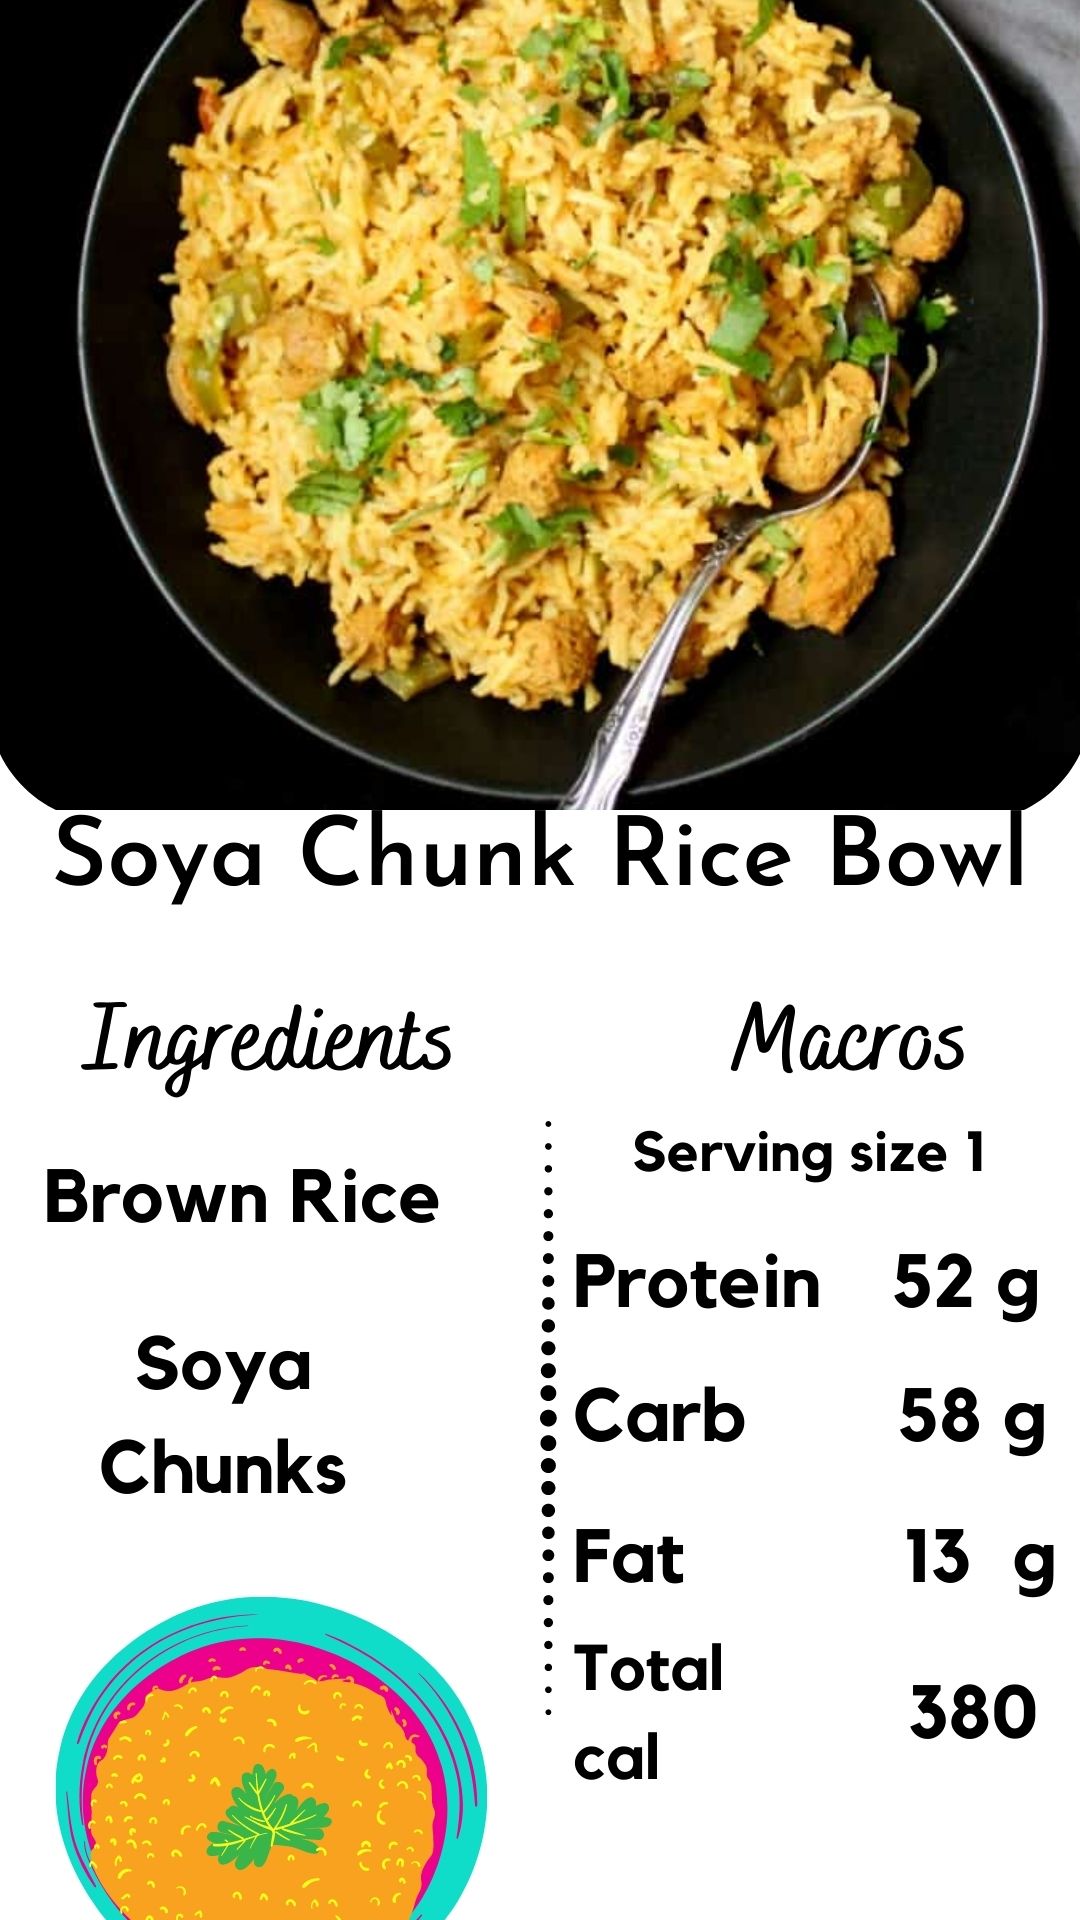 Soya Chunk Rice Bowl
Ingredients
Brown Rice
Soya
Chunks
Macros
Serving size 1
Protein 52 g
Carb 58 g
Fat 13 g
Total
cal
380